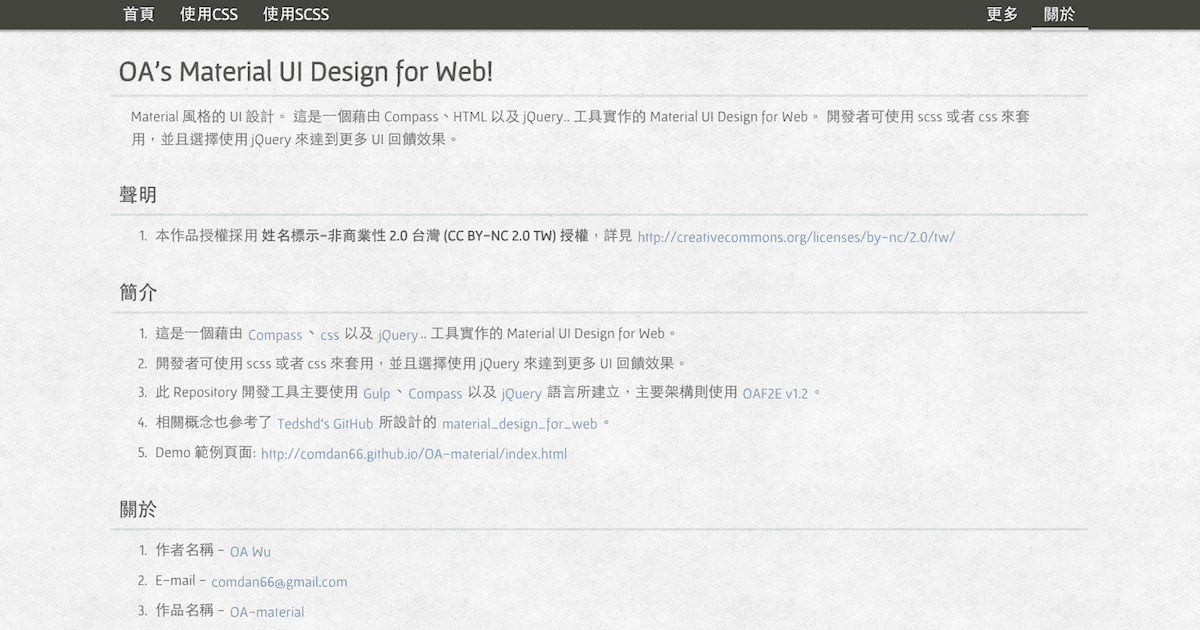 首頁 使用CSS 使用SCSS 更多 關於
OA's Material UI Design for Web!
Material 風格的 UI 設計。 這是一個藉由 Compass、HTML 以及 jQuery.. 工具實作的 Material UI Design for Web。 開發者可使用 scss 或者 css 來套
用，並且選擇使用 jQuery 來達到更多 UI 回饋效果。
聲明
1. 本作品授權採用 姓名標示-非商業性 2.0 台灣 (CC BY-NC 2.0 TW) 授權，詳見 http://creativecommons.org/licenses/by-nc/2.0/tw/
簡介
1. 這是一個藉由 Compass 、 css 以及 jQuery .. 工具實作的 Material UI Design for Web。
2. 開發者可使用 scss 或者 css 來套用，並且選擇使用 jQuery 來達到更多 UI 回饋效果。
3. 此 Repository 開發工具主要使用 Gulp 、 Compass 以及 jQuery 語言所建立，主要架構則使用 OAF2E v1.2 。
4. 相關概念也參考了 Tedshd's GitHub 所設計的 material_design_for_web 。
5. Demo 範例頁面: http://comdan66.github.io/OA-material/index.html
關於
1. 作者名稱 - OA Wu
2. E-mail - comdan66@gmail.com
3. 作品名稱 - OA-material